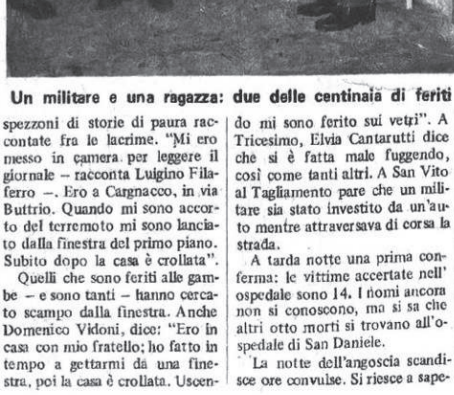 Un militare e una ragazza: due delle centinaia di feriti
spezzoni di storie di paura rac-
contate fra le lacrime. "Mi ero
messo in camera per leggere il
giornale – racconta Luigino Fila-
ferro –. Ero a Cargnacco, in via
Buttrio. Quando mi sono accor-
to del terremoto mi sono lancia-
to dalla finestra del primo piano.
Subito dopo la casa è crollata".
Quelli che sono feriti alle gam-
be – e sono tanti – hanno cerca-
to scampo dalla finestra. Anche
Domenico Vidoni, dice: "Ero in
casa con mio fratello; ho fatto in
tempo a gettarmi da una fine-
stra, poi la casa è crollata. Uscen-
do mi sono ferito sui vetri". A
Tricesimo, Elvia Cantarutti dice
che si è fatta male fuggendo,
così come tanti altri. A San Vito
al Tagliamento pare che un mili-
tare sia stato investito da un'au-
to mentre attraversava di corsa la
strada.
A tarda notte una prima con-
ferma: le vittime accertate nell'
ospedale sono 14. I nomi ancora
non si conoscono, ma si sa che
altri otto morti si trovano all'o-
spedale di San Daniele.
La notte dell'angoscia scandi-
sce ore convulse. Si riesce a sape-